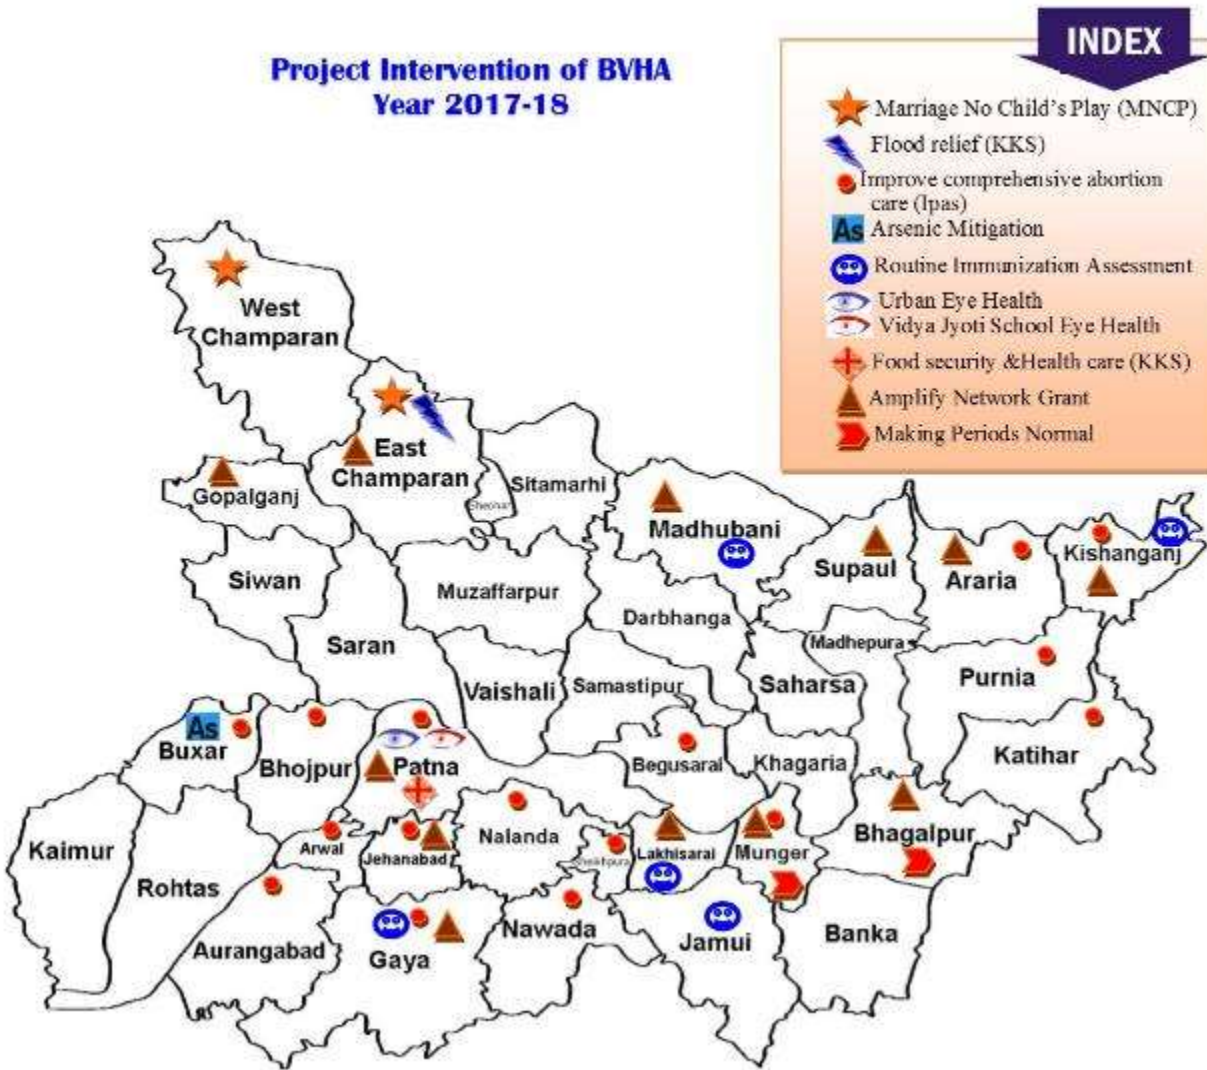 Project Intervention of BVHA
Year 2017-18
INDEX
Marriage No Child's Play (MNCP)
Flood relief (KKS)
Improve comprehensive abortion
care (Ipas)
As Arsenic Mitigation
Routine Immunization Assessment
Urban Eye Health
Vidya Jyoti School Eye Health
Food security &Health care (KKS)
Amplify Network Grant
Making Periods Normal
West
Champaran
East
Champaran
Gopalganj
Sheohar
Sitamarhi
Madhubani
Supaul
Araria
Kishanganj
Siwan
Muzaffarpur
Darbhanga
Saran
Madhepura
Vaishali
Samastipur
Saharsa
Purnia
As
Buxar
Bhojpur
Patna
Begusarai
Khagaria
Katihar
Kaimur
Rohtas
Arwal
Jehanabad
Nalanda
Sheikhpura
Lakhisarai
Munger
Bhagalpur
Aurangabad
Gaya
Nawada
Jamui
Banka